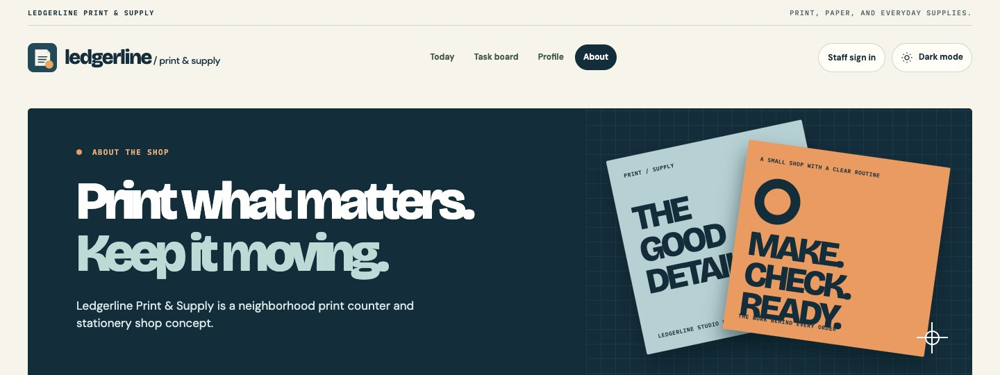 LEDGERLINE PRINT & SUPPLY
PRINT, PAPER, AND EVERYDAY SUPPLIES.
ledgerline / print & supply
Today
Task board
Profile
About
Staff sign in
Dark mode
ABOUT THE SHOP
Print what matters.
Keep it moving.
Ledgerline Print & Supply is a neighborhood print counter and
stationery shop concept.
PRINT / SUPPLY
THE
GOOD
LEDGERLINE STUDIO
A SMALL SHOP WITH A CLEAR ROUTINE
MAKE.
CHECK.
READY.
THE WORK BEHIND EVERY ORDER